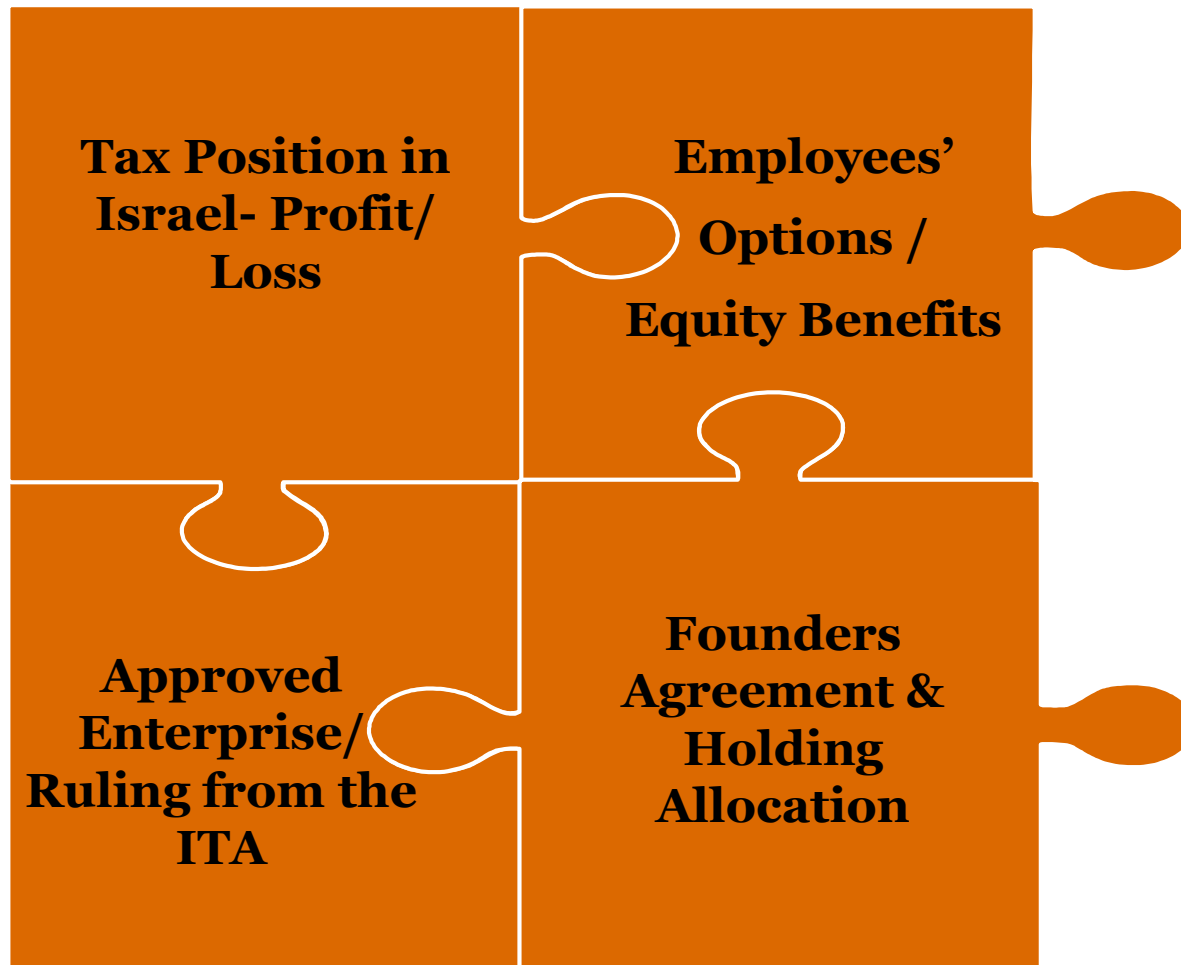 Tax Position in
Israel- Profit/
Loss
Employees’
Options /
Equity Benefits
Approved
Enterprise/
Ruling from the
ITA
Founders
Agreement &
Holding
Allocation